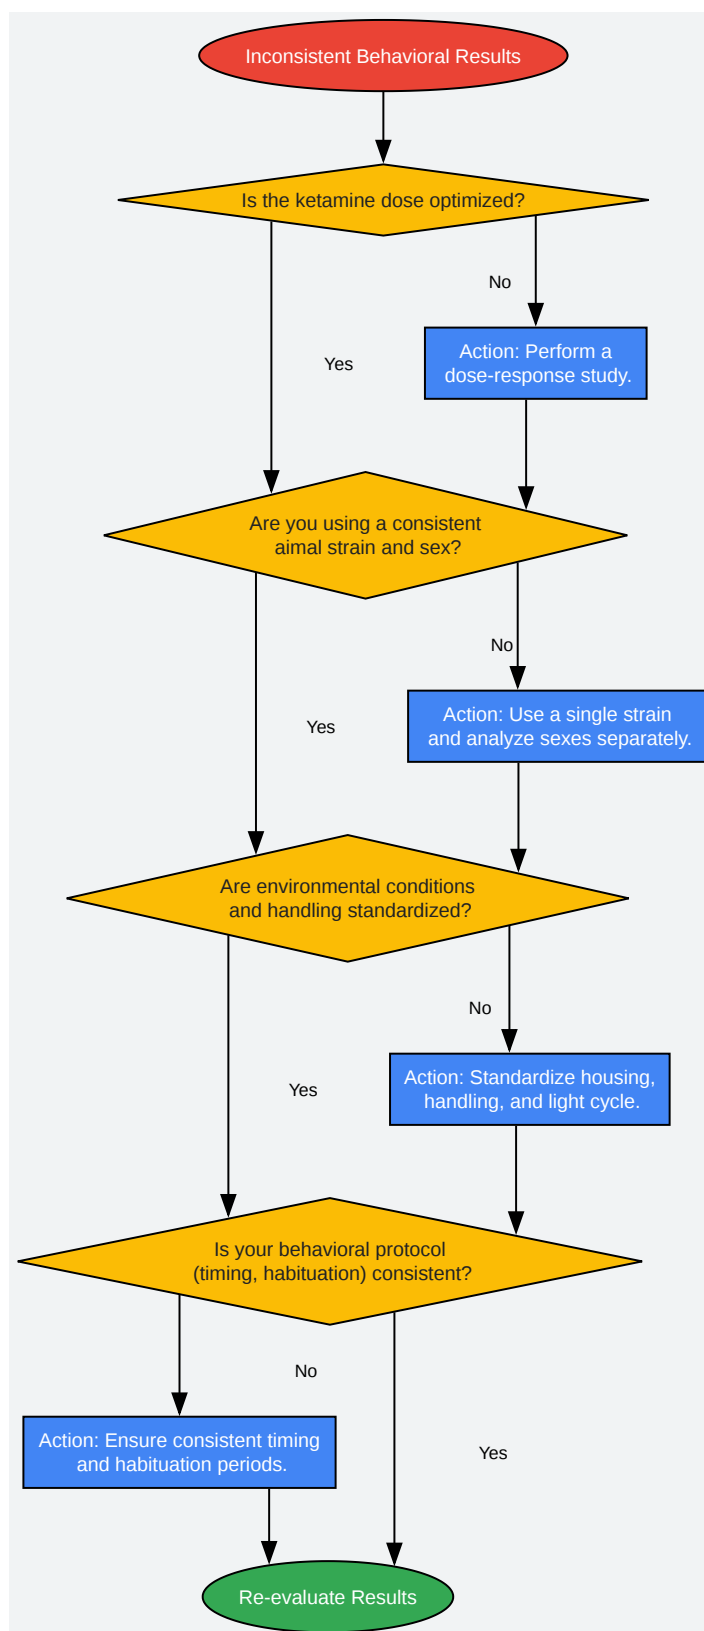 Inconsistent Behavioral Results
Is the ketamine dose optimized?
No
Action: Perform a
dose-response study.
Yes
Are you using a consistent
aimal strain and sex?
No
Action: Use a single strain
and analyze sexes separately.
Yes
Are environmental conditions
and handling standardized?
No
Action: Standardize housing,
handling, and light cycle.
Yes
Is your behavioral protocol
(timing, habituation) consistent?
No
Action: Ensure consistent timing
and habituation periods.
Yes
Re-evaluate Results